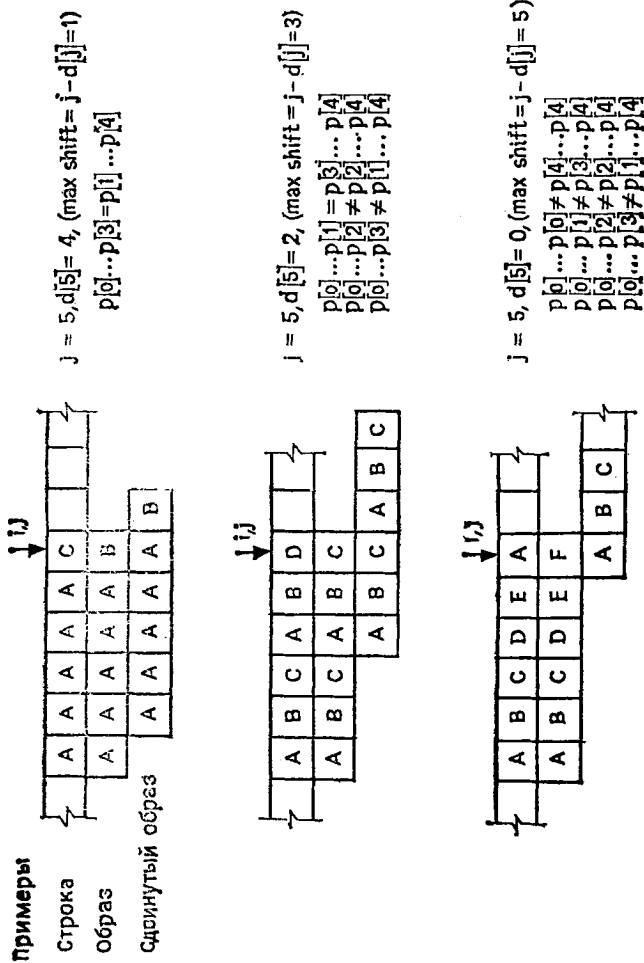 Примеры
i,j
Строка A A A A A C
Образ A A A A A B
Сдвинутый образ A A A A A B
j = 5, d[5] = 4, (max shift = j - d[j] = 1)
p[0]...p[3] = p[1]...p[4]
i,j
A B C A B D
A B C A B C
A B C A B C
j = 5, d[5] = 2, (max shift = j - d[j] = 3)
p[0]...p[1] = p[3]...p[4]
p[0]...p[2] ≠ p[2]...p[4]
p[0]...p[3] ≠ p[1]...p[4]
i,j
A B C D E A
A B C D E F
A B C
j = 5, d[5] = 0, (max shift = j - d[j] = 5)
p[0]...p[0] ≠ p[4]...p[4]
p[0]...p[1] ≠ p[3]...p[4]
p[0]...p[2] ≠ p[2]...p[4]
p[0]...p[3] ≠ p[1]...p[4]